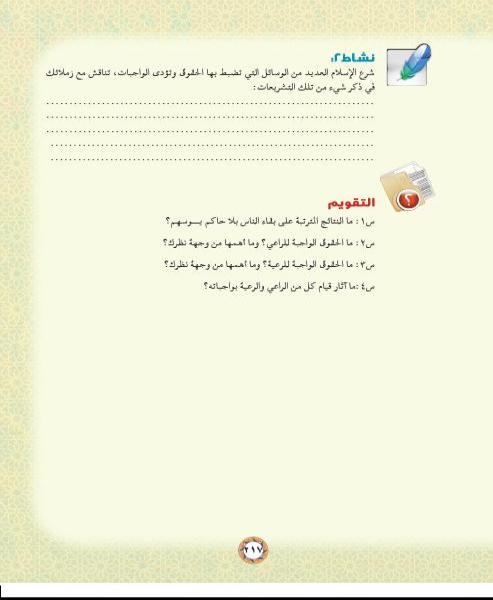 نشاط٢:
شرع الإسلام العديد من الوسائل التي تضبط بها الحقوق وتؤدى الواجبات، تناقش مع زملائك
في ذكر شيء من تلك التشريعات:
التقويم
س١: ما النتائج المترتبة على بقاء الناس بلا حاكم يسوسهم؟
س٢: ما الحقوق الواجبة للراعي؟ وما أهمها من وجهة نظرك؟
س٣: ما الحقوق الواجبة للرعية؟ وما أهمها من وجهة نظرك؟
س٤: ما آثار قيام كل من الراعي والرعية بواجباته؟
٢١٧